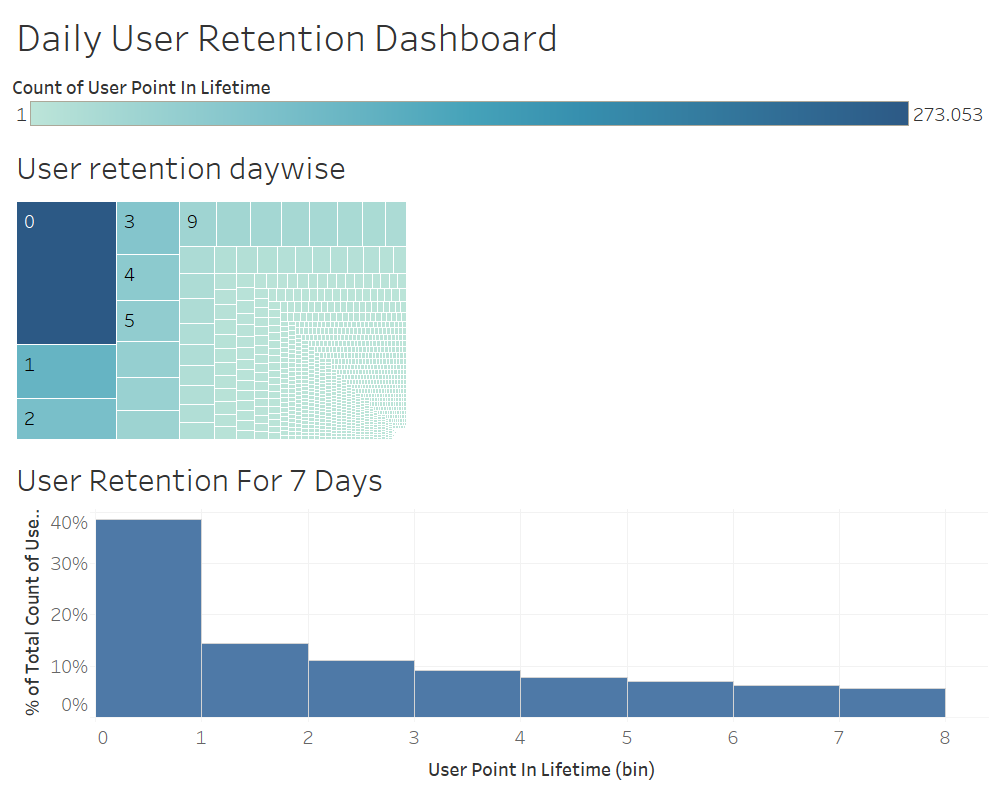 Daily User Retention Dashboard
Count of User Point In Lifetime
1 273.053
User retention daywise
0 3 9
4
5
1
2
User Retention For 7 Days
% of Total Count of Use..
40%
30%
20%
10%
0%
0 1 2 3 4 5 6 7 8
User Point In Lifetime (bin)